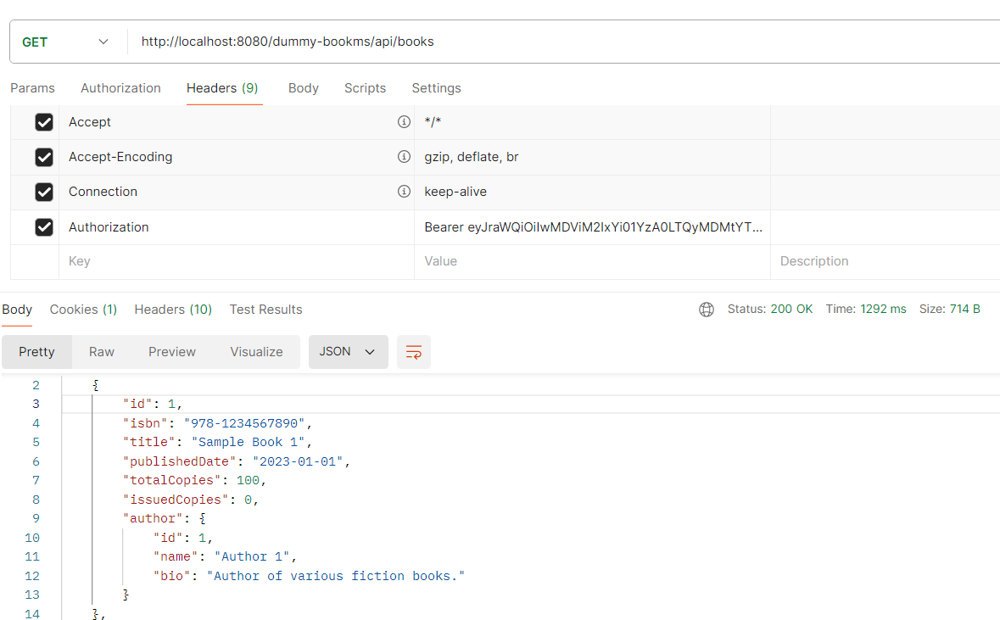 GET http://localhost:8080/dummy-bookms/api/books
Params Authorization Headers (9) Body Scripts Settings
Accept */*
Accept-Encoding gzip, deflate, br
Connection keep-alive
Authorization Bearer eyJraWQiOiIwMDViM2IxYi01YzA0LTQyMDMtYT...
Key Value Description
Body Cookies (1) Headers (10) Test Results Status: 200 OK Time: 1292 ms Size: 714 B
Pretty Raw Preview Visualize JSON
2 {
3 "id": 1,
4 "isbn": "978-1234567890",
5 "title": "Sample Book 1",
6 "publishedDate": "2023-01-01",
7 "totalCopies": 100,
8 "issuedCopies": 0,
9 "author": {
10 "id": 1,
11 "name": "Author 1",
12 "bio": "Author of various fiction books."
13 }
14 },